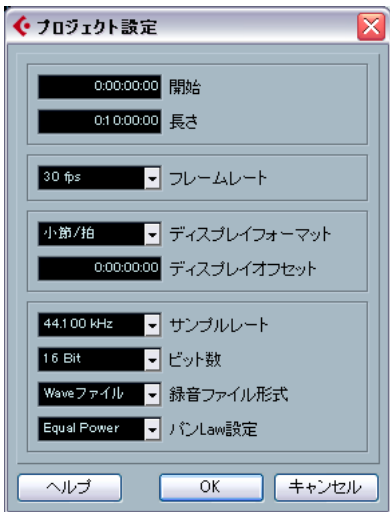 プロジェクト設定
0:00:00:00 開始
0:10:00:00 長さ
30 fps フレームレート
小節/拍 ディスプレイフォーマット
0:00:00:00 ディスプレイオフセット
44.100 kHz サンプルレート
16 Bit ビット数
Waveファイル 録音ファイル形式
Equal Power パンLaw設定
ヘルプ OK キャンセル